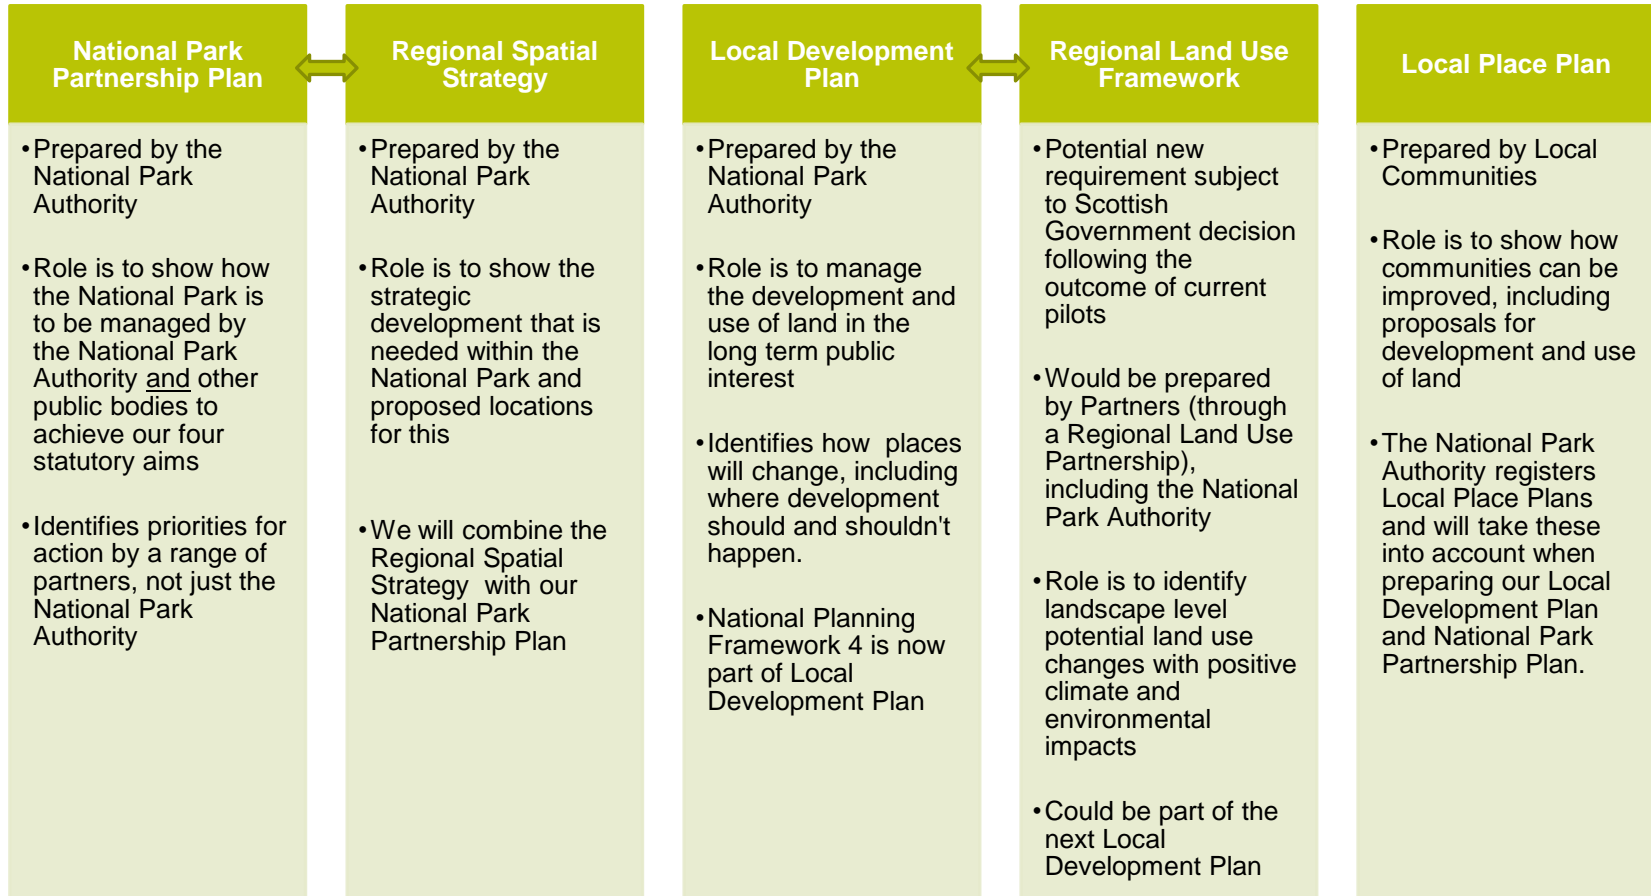 National Park
Partnership Plan
•Prepared by the
National Park
Authority
•Role is to show how
the National Park is
to be managed by
the National Park
Authority and other
public bodies to
achieve our four
statutory aims
•Identifies priorities for
action by a range of
partners, not just the
National Park
Authority
Regional Spatial
Strategy
•Prepared by the
National Park
Authority
•Role is to show the
strategic
development that is
needed within the
National Park and
proposed locations
for this
•We will combine the
Regional Spatial
Strategy with our
National Park
Partnership Plan
Local Development
Plan
•Prepared by the
National Park
Authority
•Role is to manage
the development and
use of land in the
long term public
interest
•Identifies how places
will change, including
where development
should and shouldn't
happen.
•National Planning
Framework 4 is now
part of Local
Development Plan
Regional Land Use
Framework
•Potential new
requirement subject
to Scottish
Government decision
following the
outcome of current
pilots
•Would be prepared
by Partners (through
a Regional Land Use
Partnership),
including the National
Park Authority
•Role is to identify
landscape level
potential land use
changes with positive
climate and
environmental
impacts
•Could be part of the
next Local
Development Plan
Local Place Plan
•Prepared by Local
Communities
•Role is to show how
communities can be
improved, including
proposals for
development and use
of land
•The National Park
Authority registers
Local Place Plans
and will take these
into account when
preparing our Local
Development Plan
and National Park
Partnership Plan.